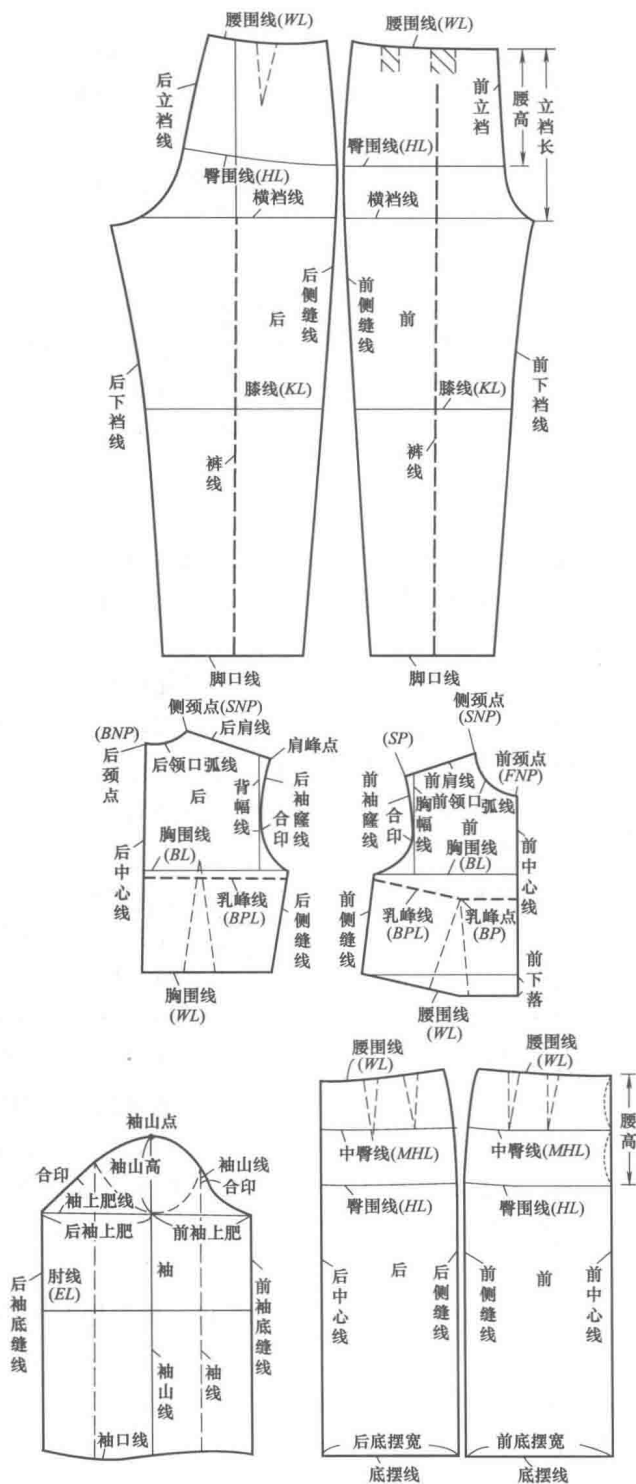 腰围线(WL)
腰围线(WL)
后立裆线
前立裆
腰高
立裆长
臀围线(HL)
臀围线(HL)
横裆线
横裆线
后侧缝线
前侧缝线
后
前
后下裆线
前下裆线
膝线(KL)
膝线(KL)
裤线
裤线
脚口线
脚口线
侧颈点(SNP)
后肩线
(BNP)
后颈点
肩峰点
后领口弧线
后
背幅线
后袖窿线
合印
胸围线
(BL)
后中心线
乳峰线
(BPL)
后侧缝线
胸围线
(WL)
侧颈点
(SNP)
(SP)
前颈点
(FNP)
前肩线
前袖窿线
胸幅线
前领口弧线
合印
前
胸围线
(BL)
前中心线
前侧缝线
乳峰线
(BPL)
乳峰点
(BP)
前下落
腰围线
(WL)
袖山点
合印
袖山高
袖山线
合印
袖上肥线
后袖上肥
前袖上肥
后袖底缝线
肘线
(EL)
袖
前袖底缝线
袖山线
袖线
袖口线
腰围线
(WL)
腰围线
(WL)
腰高
中臀线(MHL)
中臀线(MHL)
臀围线(HL)
臀围线(HL)
后中心线
后
后侧缝线
前侧缝线
前
前中心线
后底摆宽
前底摆宽
底摆线
底摆线